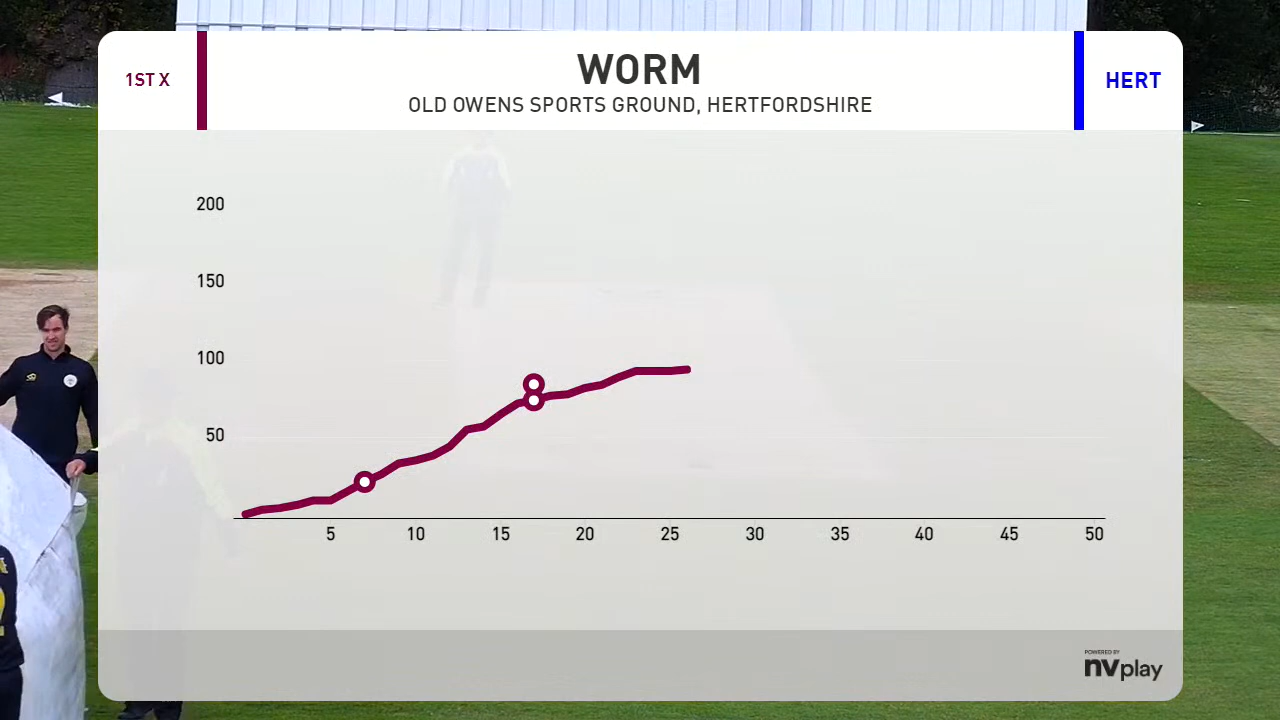 1ST X
WORM
OLD OWENS SPORTS GROUND, HERTFORDSHIRE
HERT
200
150
100
50
5 10 15 20 25 30 35 40 45 50
POWERED BY
nvplay